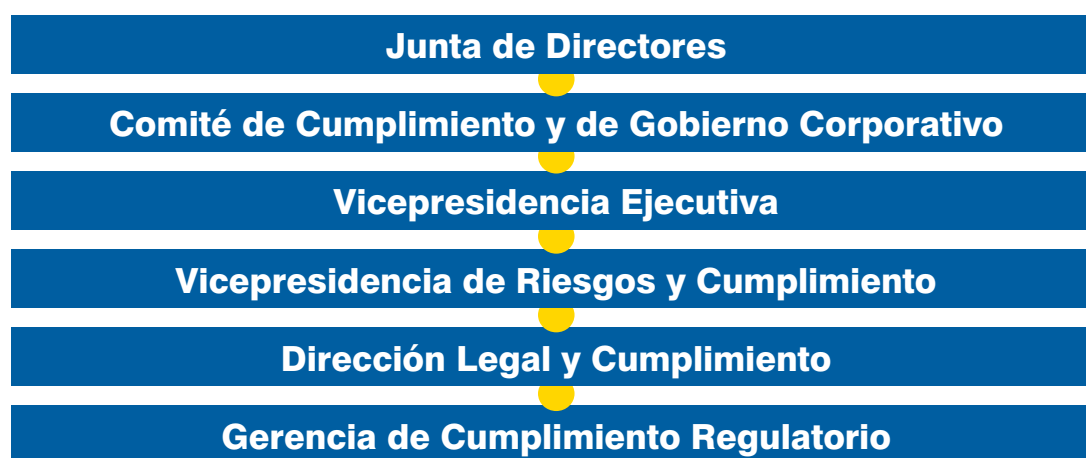 Junta de Directores
Comité de Cumplimiento y de Gobierno Corporativo
Vicepresidencia Ejecutiva
Vicepresidencia de Riesgos y Cumplimiento
Dirección Legal y Cumplimiento
Gerencia de Cumplimiento Regulatorio